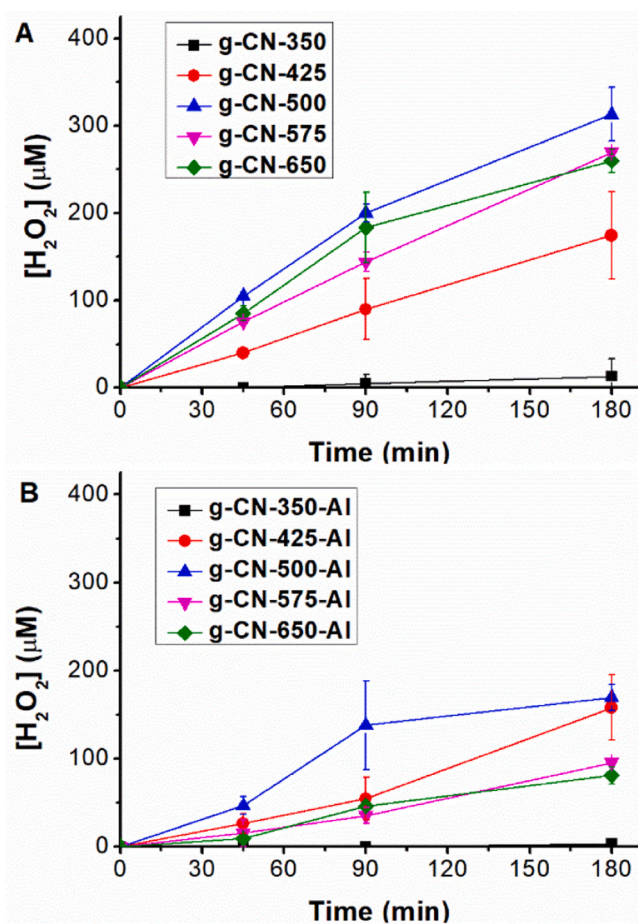 A
g-CN-350
g-CN-425
g-CN-500
g-CN-575
g-CN-650
[H₂O₂] (μM)
400
300
200
100
0
0 30 60 90 120 150 180
Time (min)
B
g-CN-350-Al
g-CN-425-Al
g-CN-500-Al
g-CN-575-Al
g-CN-650-Al
[H₂O₂] (μM)
400
300
200
100
0
0 30 60 90 120 150 180
Time (min)